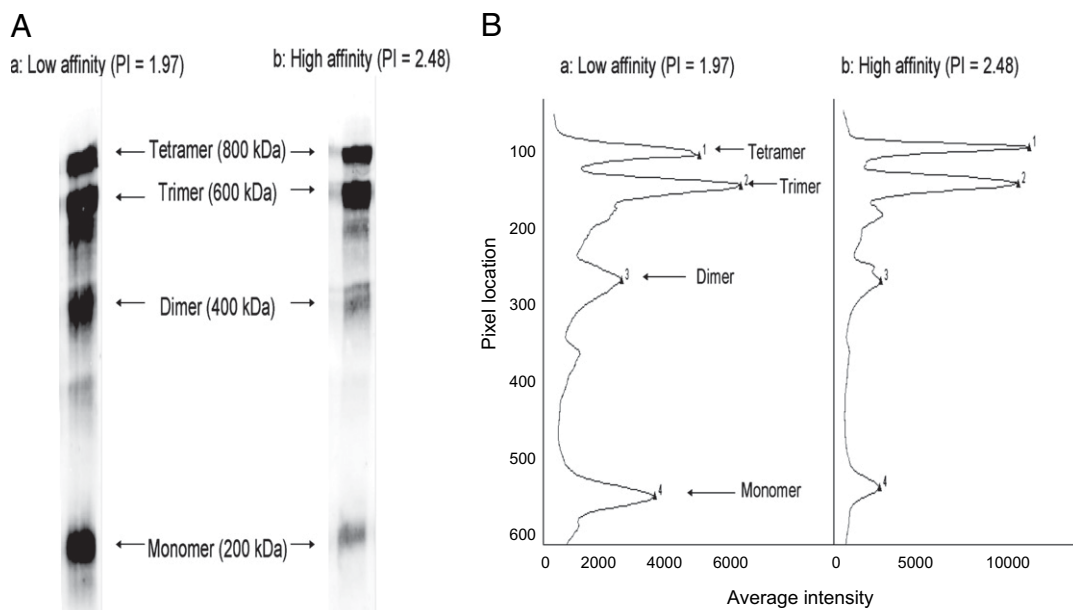 A
a: Low affinity (PI = 1.97)
b: High affinity (PI = 2.48)
Tetramer (800 kDa)
Trimer (600 kDa)
Dimer (400 kDa)
Monomer (200 kDa)
B
a: Low affinity (PI = 1.97)
b: High affinity (PI = 2.48)
Pixel location
100
200
300
400
500
600
1
Tetramer
2
Trimer
3
Dimer
4
Monomer
1
2
3
4
0 2000 4000 6000
0 5000 10000
Average intensity